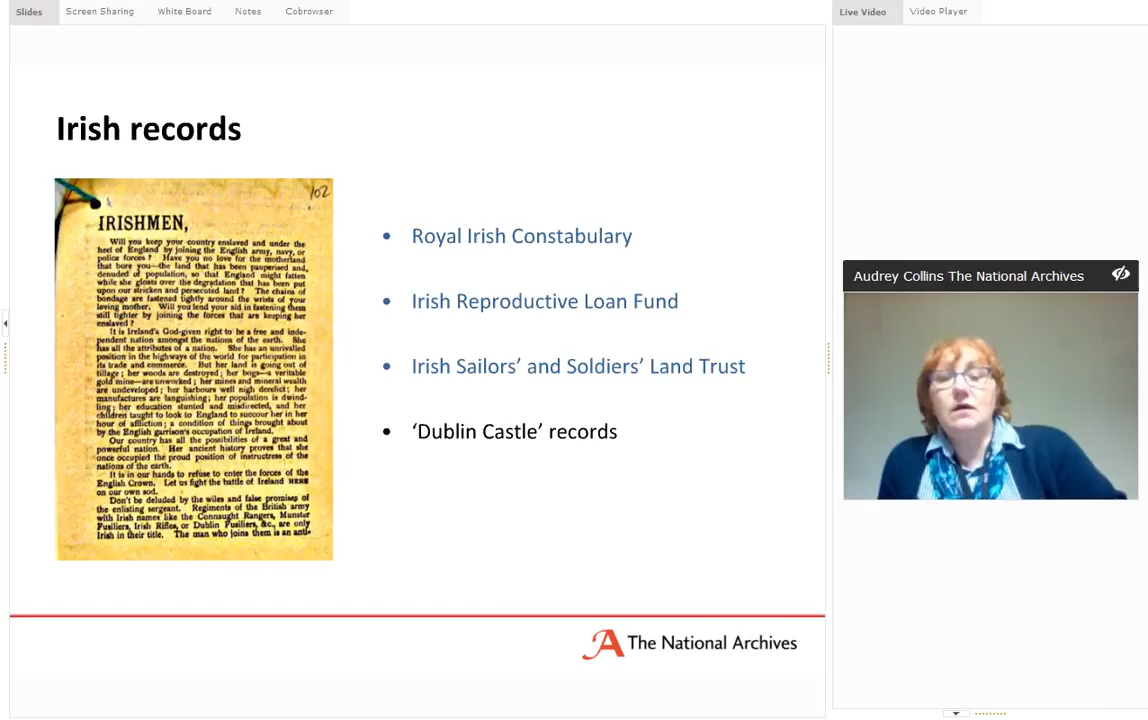 Slides
Screen Sharing
White Board
Notes
Cobrowser
Live Video
Video Player
Irish records
102
IRISHMEN,
Will you keep your country enslaved and under the
heel of England by joining the English army, navy, or
police forces? Have you no love for the motherland
that bore you—the land that has been pauperised and,
denuded of population, so that England might fatten
while she gloats over the degradation that has been put
upon our stricken and persecuted land? The chains of
bondage are fastened tightly around the wrists of your
loving mother. Will you lend your aid in fastening them
still tighter by joining the forces that are keeping her
enslaved?
It is Ireland's God-given right to be a free and inde-
pendent nation amongst the nations of the earth. She
has all the attributes of a nation. She has an unrivalled
position in the highways of the world for participation in
its trade and commerce. But her land is going out of
tillage; her woods are destroyed; her bogs—a veritable
gold mine—are unworked; her mines and mineral wealth
are undeveloped; her harbours well nigh derelict; her
manufactures are languishing; her population is dwind-
ling; her education stunted and misdirected, and her
children taught to look to England to succour her in her
hour of affliction; a condition of things brought about
by the English garrison's occupation of Ireland.
Our country has all the possibilities of a great and
powerful nation. Her ancient history proves that she
once occupied the proud position of instructress of the
nations of the earth.
It is in our hands to refuse to enter the forces of the
English Crown. Let us fight the battle of Ireland HERE
on our own sod.
Don't be deluded by the wiles and false promises of
the enlisting sergeant. Regiments of the British army
with Irish names like the Connaught Rangers, Munster
Fusiliers, Irish Rifles, or Dublin Fusiliers, &c., are only
Irish in their title. The man who joins them is an anti-
• Royal Irish Constabulary
• Irish Reproductive Loan Fund
• Irish Sailors’ and Soldiers’ Land Trust
• ‘Dublin Castle’ records
The National Archives
Audrey Collins The National Archives